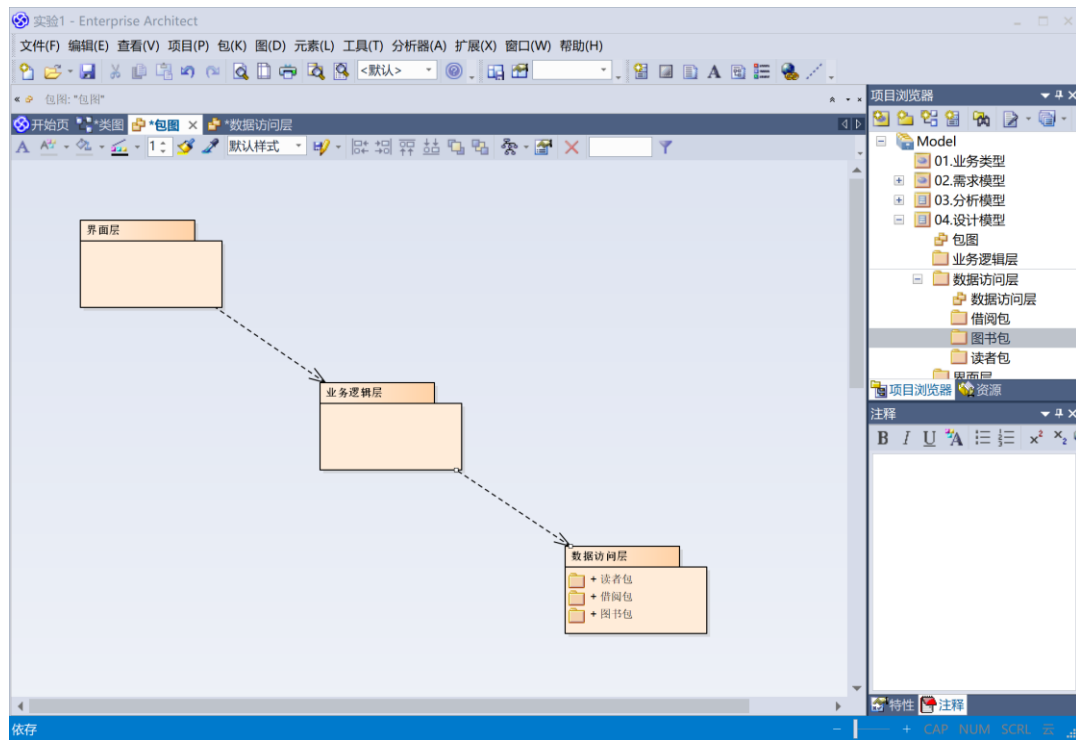 实验1 - Enterprise Architect
文件(F) 编辑(E) 查看(V) 项目(P) 包(K) 图(D) 元素(L) 工具(T) 分析器(A) 扩展(X) 窗口(W) 帮助(H)
<默认>
包图: "包图"
开始页 *类图 *包图 *数据访问层
1 默认样式
界面层
业务逻辑层
数据访问层
+ 读者包
+ 借阅包
+ 图书包
项目浏览器
Model
01.业务类型
02.需求模型
03.分析模型
04.设计模型
包图
业务逻辑层
数据访问层
数据访问层
借阅包
图书包
读者包
界面层
项目浏览器 资源
注释
B I U A x² x₂
特性 注释
依存
CAP NUM SCRL 云